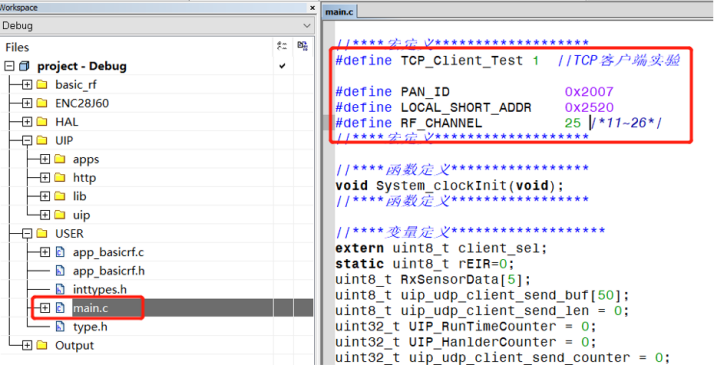 Workspace
Debug
Files
project - Debug
basic_rf
ENC28J60
HAL
UIP
apps
http
lib
uip
USER
app_basicrf.c
app_basicrf.h
inttypes.h
main.c
type.h
Output
main.c
//****宏定义*******************
#define TCP_Client_Test 1 //TCP客户端实验
#define PAN_ID 0x2007
#define LOCAL_SHORT_ADDR 0x2520
#define RF_CHANNEL 25 /*11~26*/
//****宏定义*******************
//****函数定义*****************
void System_clockInit(void);
//****函数定义*****************
//****变量定义*******************
extern uint8_t client_sel;
static uint8_t rEIR=0;
uint8_t RxSensorData[5];
uint8_t uip_udp_client_send_buf[50];
uint8_t uip_udp_client_send_len = 0;
uint32_t UIP_RunTimeCounter = 0;
uint32_t UIP_HanlderCounter = 0;
uint32_t uip_udp_client_send_counter = 0;